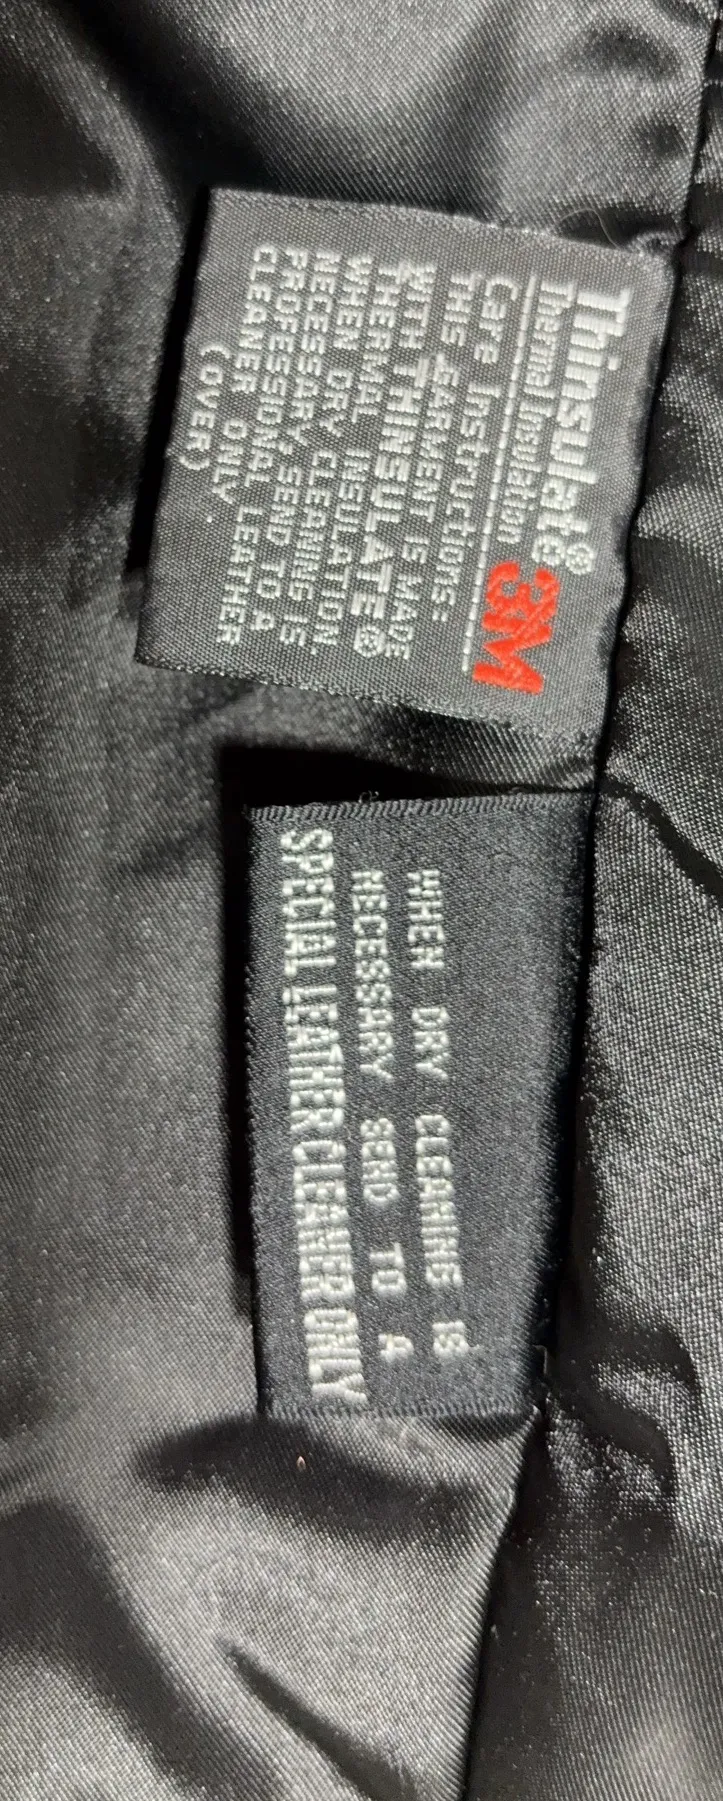 Thinsulate®
Thermal Insulation 3M
Care Instructions:
THIS GARMENT IS MADE
WITH THINSULATE®
THERMAL INSULATION.
WHEN DRY CLEANING IS
NECESSARY, SEND TO A
PROFESSIONAL LEATHER
CLEANER ONLY
(OVER)
WHEN DRY CLEANING IS
NECESSARY SEND TO A
SPECIAL LEATHER CLEANER ONLY